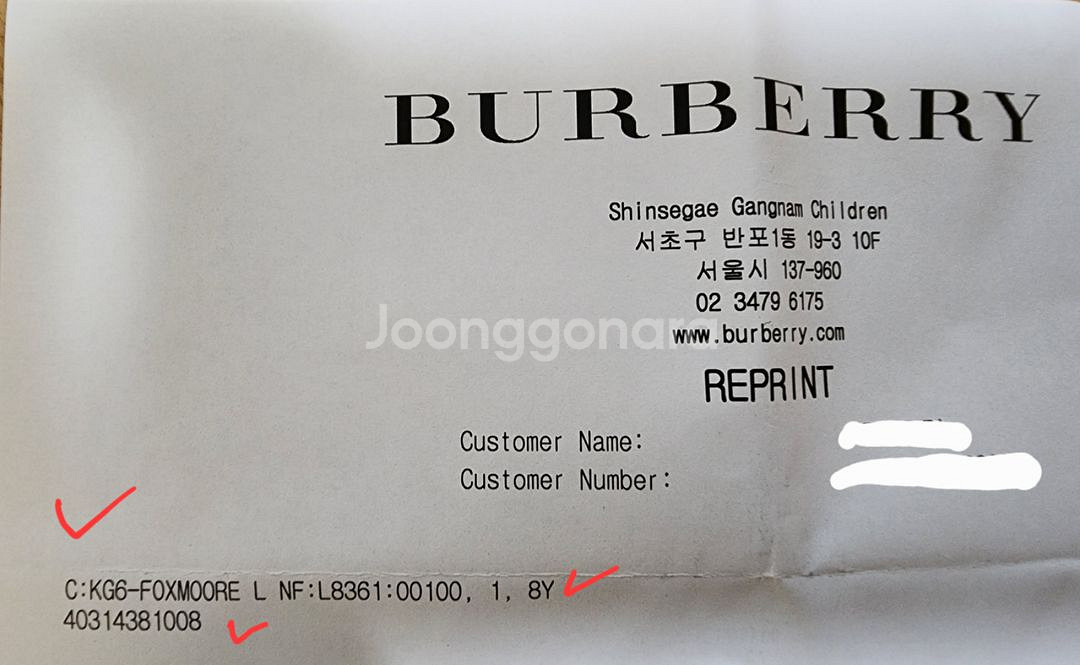 BURBERRY
Shinsegae Gangnam Children
서초구 반포1동 19-3 10F
서울시 137-960
02 3479 6175
www.burberry.com
Joonggonara
REPRINT
Customer Name:
Customer Number:
C:KG6-FOXMOORE L NF:L8361:00100, 1, 8Y
40314381008